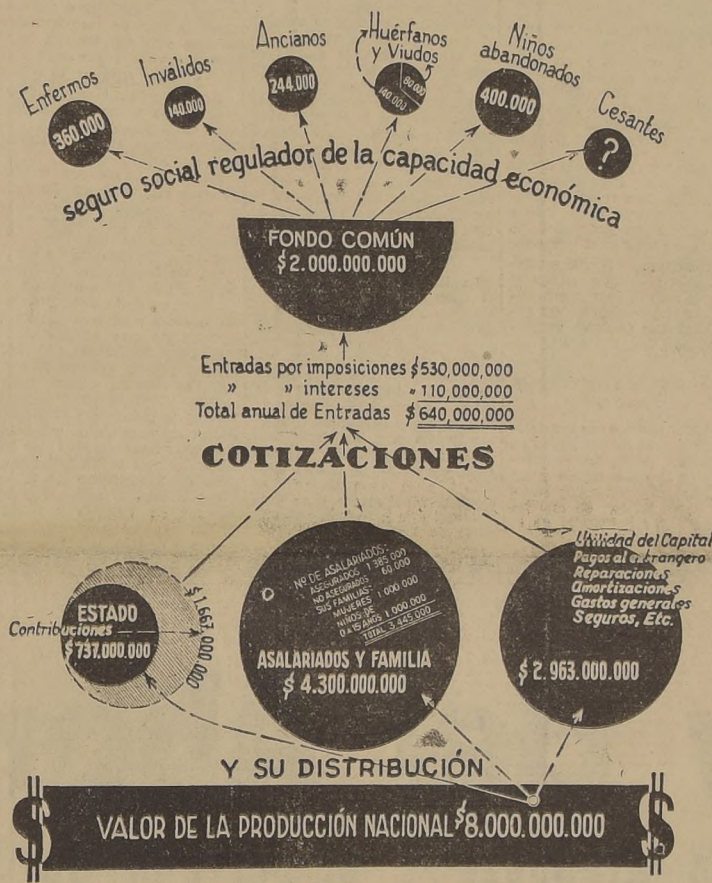 Enfermos
360.000
Inválidos
140.000
Ancianos
244.000
Huérfanos
y Viudos
140.000
80.000
Niños
abandonados
400.000
Cesantes
?
seguro social regulador de la capacidad económica
FONDO COMÚN
$2.000.000.000
Entradas por imposiciones $530,000,000
" " intereses " 110,000,000
Total anual de Entradas $640,000,000
COTIZACIONES
ESTADO
Contribuciones
$737.000.000
$1.667.000.000
Nº DE ASALARIADOS:
ASEGURADOS 1.385.000
NO ASEGURADOS 60.000
SUS FAMILIAS-
MUJERES 1.000.000
NIÑOS DE
0 A 15 AÑOS 1.000.000
TOTAL 3.445.000
ASALARIADOS Y FAMILIA
$4.300.000.000
Utilidad del Capital
Pagos al extrangero
Reparaciones
Amortizaciones
Gastos generales
Seguros, Etc.
$2.963.000.000
Y SU DISTRIBUCIÓN
$ VALOR DE LA PRODUCCIÓN NACIONAL $8.000.000.000 $